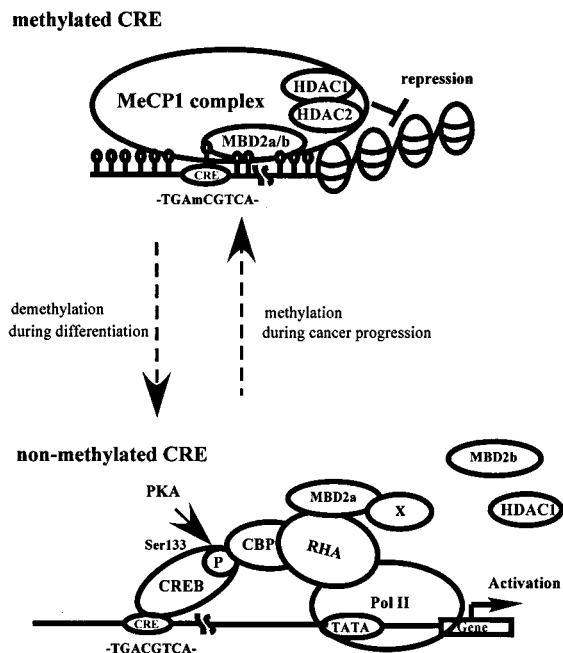 methylated CRE
HDAC1
repression
MeCP1 complex
HDAC2
MBD2a/b
CRE
-TGAmCGTCA-
demethylation
during differentiation
methylation
during cancer progression
non-methylated CRE
MBD2b
PKA
MBD2a
X
HDAC1
Ser133
CBP
RHA
P
CREB
Pol II
Activation
CRE
TATA
Gene
-TGACGTCA-